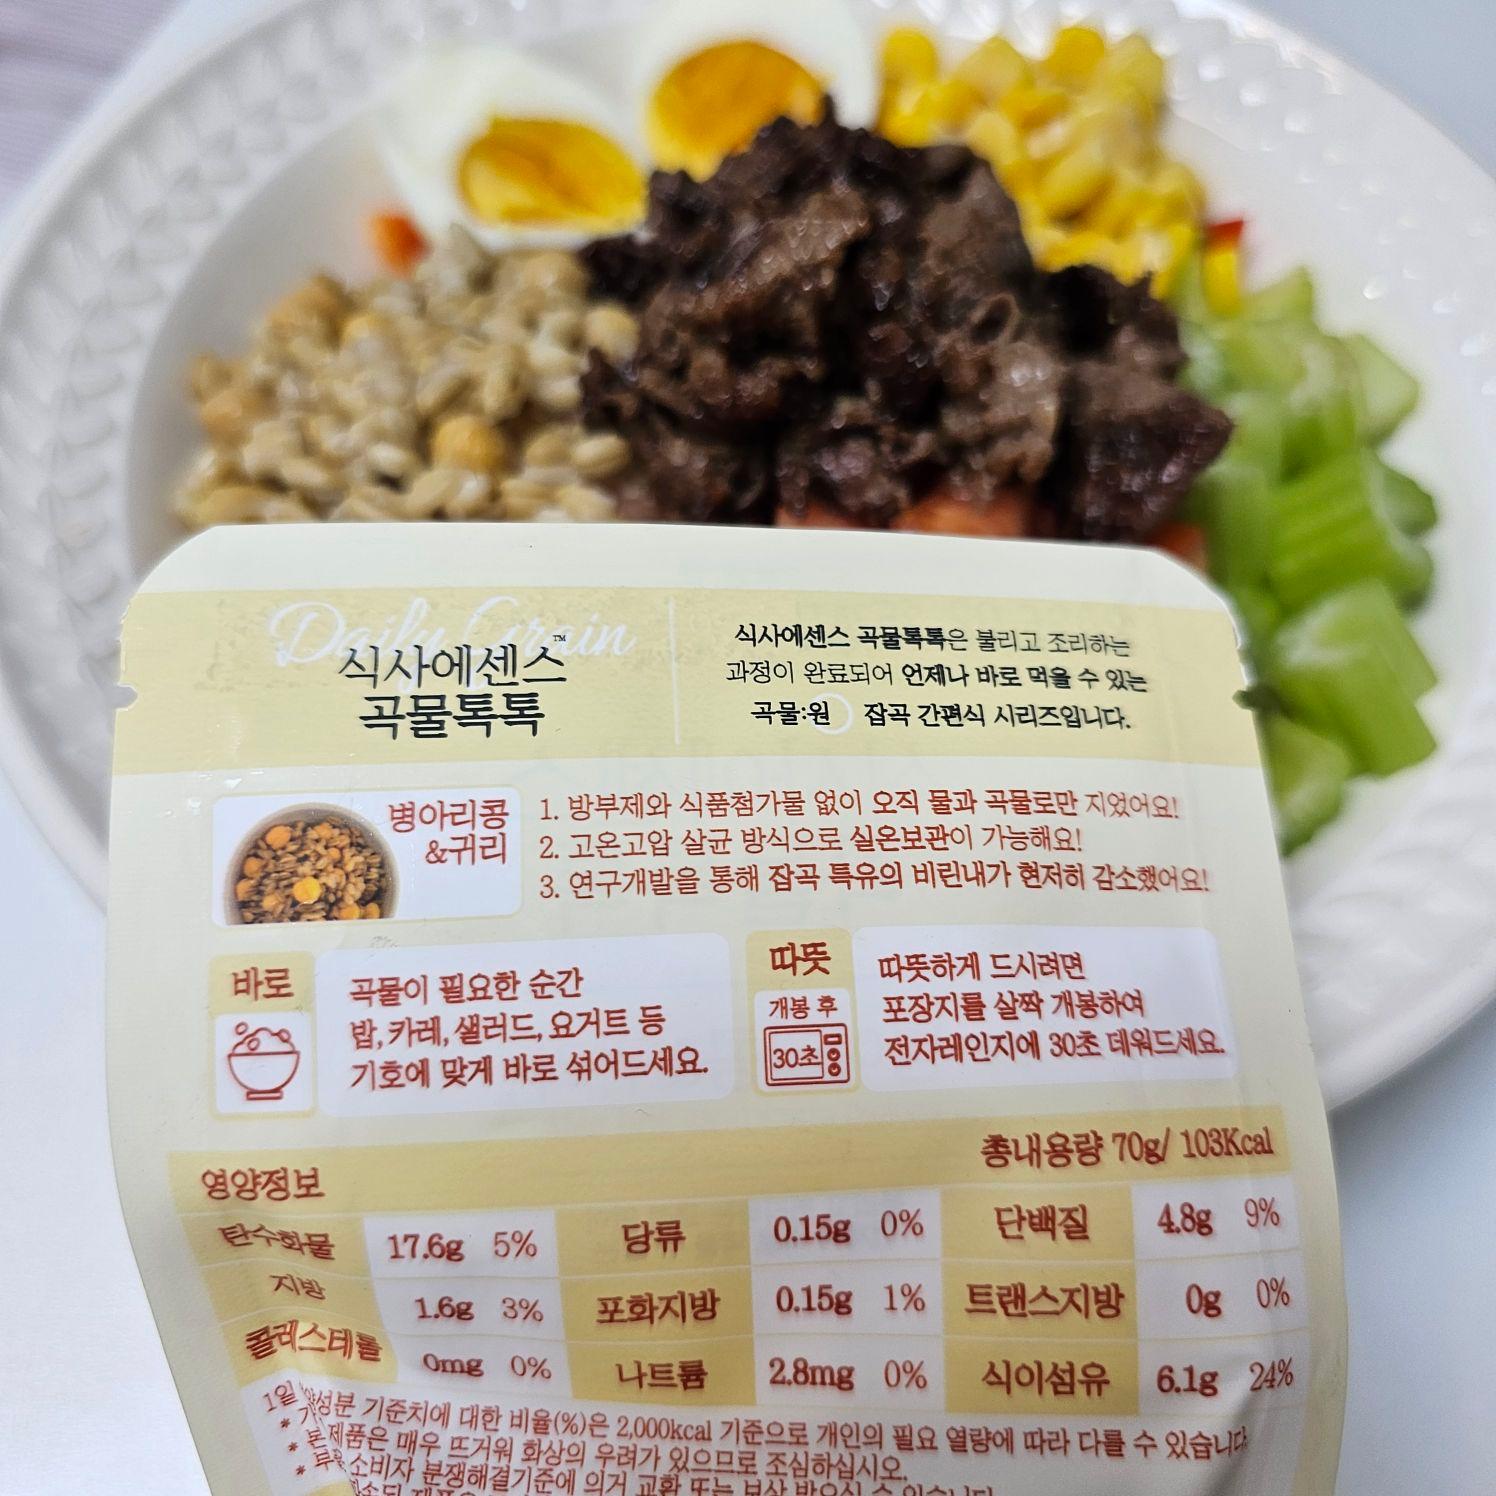 Daily Grain
식사에센스™
곡물톡톡
식사에센스 곡물톡톡은 불리고 조리하는
과정이 완료되어 언제나 바로 먹을 수 있는
곡물:원 잡곡 간편식 시리즈입니다.
병아리콩
&귀리
1. 방부제와 식품첨가물 없이 오직 물과 곡물로만 지었어요!
2. 고온고압 살균 방식으로 실온보관이 가능해요!
3. 연구개발을 통해 잡곡 특유의 비린내가 현저히 감소했어요!
바로
곡물이 필요한 순간
밥, 카레, 샐러드, 요거트 등
기호에 맞게 바로 섞어드세요.
따뜻
개봉 후
30초
따뜻하게 드시려면
포장지를 살짝 개봉하여
전자레인지에 30초 데워드세요.
영양정보
총내용량 70g/ 103Kcal
탄수화물 17.6g 5% 당류 0.15g 0% 단백질 4.8g 9%
지방 1.6g 3% 포화지방 0.15g 1% 트랜스지방 0g 0%
콜레스테롤 0mg 0% 나트륨 2.8mg 0% 식이섬유 6.1g 24%
1일 영양성분 기준치에 대한 비율(%)은 2,000kcal 기준으로 개인의 필요 열량에 따라 다를 수 있습니다.
* 본 제품은 매우 뜨거워 화상의 우려가 있으므로 조심하십시오.
* 소비자 분쟁해결기준에 의거 교환 또는 보상 받으실 수 있습니다.